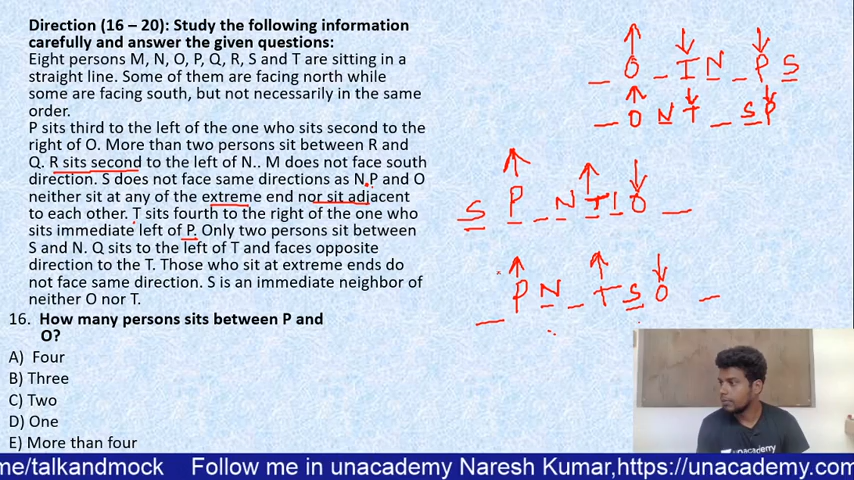 Direction (16 – 20): Study the following information
carefully and answer the given questions:
Eight persons M, N, O, P, Q, R, S and T are sitting in a
straight line. Some of them are facing north while
some are facing south, but not necessarily in the same
order.
P sits third to the left of the one who sits second to the
right of O. More than two persons sit between R and
Q. R sits second to the left of N.. M does not face south
direction. S does not face same directions as N.P and O
neither sit at any of the extreme end nor sit adjacent
to each other. T sits fourth to the right of the one who
sits immediate left of P. Only two persons sit between
S and N. Q sits to the left of T and faces opposite
direction to the T. Those who sit at extreme ends do
not face same direction. S is an immediate neighbor of
neither O nor T.
16. How many persons sits between P and
O?
A) Four
B) Three
C) Two
D) One
E) More than four
_ O _ T N _ P S
_ O N T _ S P
S P _ N T O _
_ P N _ T S O _
unacademy
me/talkandmock Follow me in unacademy Naresh Kumar,https://unacademy.com